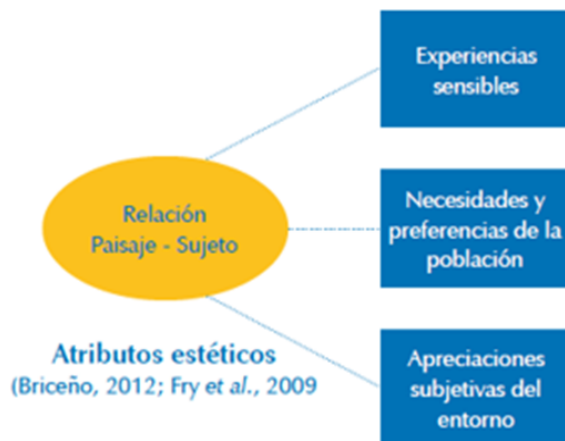 Experiencias
sensibles
Relación
Paisaje - Sujeto
Necesidades y
preferencias de la
población
Atributos estéticos
(Briceño, 2012; Fry et al., 2009
Apreciaciones
subjetivas del
entorno